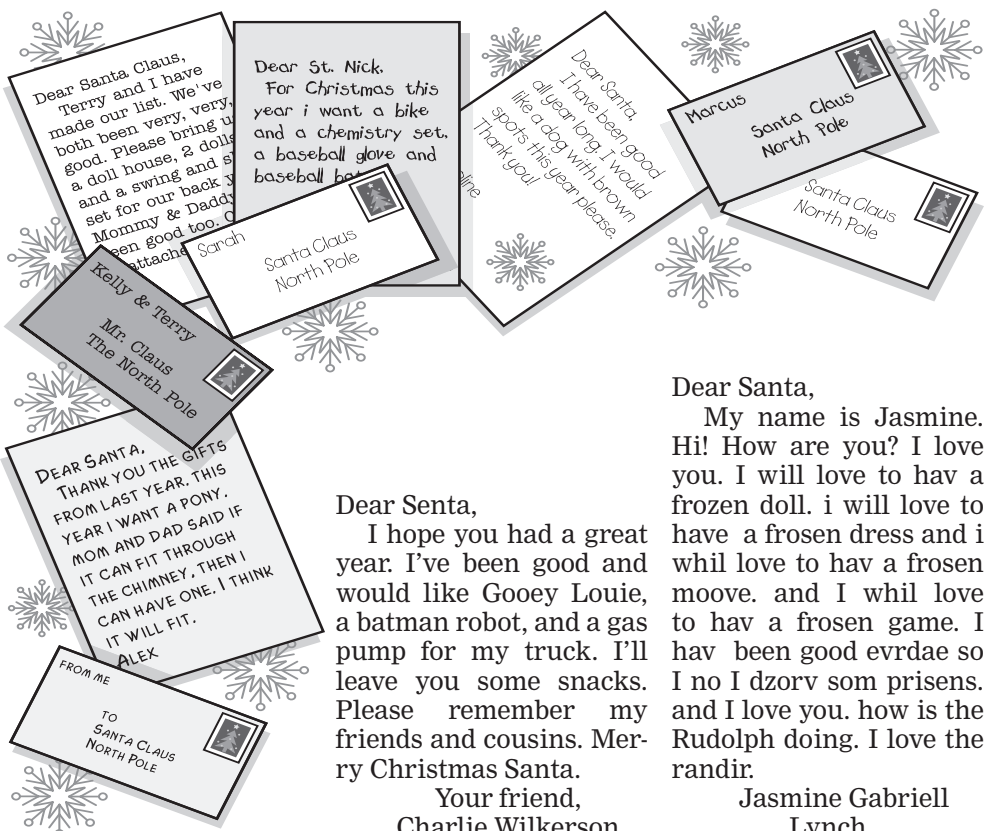 Dear Santa Claus,
Terry and I have
made our list. We've
both been very, very,
good. Please bring
a doll house, 2 dolls
and a swing and
set for our back
Mommy & Daddy
been good too.
Dear St. Nick,
For Christmas this
year i want a bike
and a chemistry set,
a baseball glove and
baseball
Dear Santa,
I have been good
all year long. I would
like a dog with brown
spots this year please.
Thank you!
Marcus
Santa Claus
North Pole
Santa Claus
North Pole
Sarah
Santa Claus
North Pole
Kelly & Terry
Mr. Claus
The North Pole
DEAR SANTA,
THANK YOU THE GIFTS
FROM LAST YEAR. THIS
YEAR I WANT A PONY.
MOM AND DAD SAID IF
IT CAN FIT THROUGH
THE CHIMNEY, THEN I
CAN HAVE ONE. I THINK
IT WILL FIT.
ALEX
FROM ME
TO
SANTA CLAUS
NORTH POLE
Dear Senta,
I hope you had a great
year. I’ve been good and
would like Gooey Louie,
a batman robot, and a gas
pump for my truck. I’ll
leave you some snacks.
Please remember my
friends and cousins. Mer-
ry Christmas Santa.
Your friend,
Charlie Wilkerson
Dear Santa,
My name is Jasmine.
Hi! How are you? I love
you. I will love to hav a
frozen doll. i will love to
have a frosen dress and i
whil love to hav a frosen
moove. and I whil love
to hav a frosen game. I
hav been good evrdae so
I no I dzorv som prisens.
and I love you. how is the
Rudolph doing. I love the
randir.
Jasmine Gabriell
Lynch